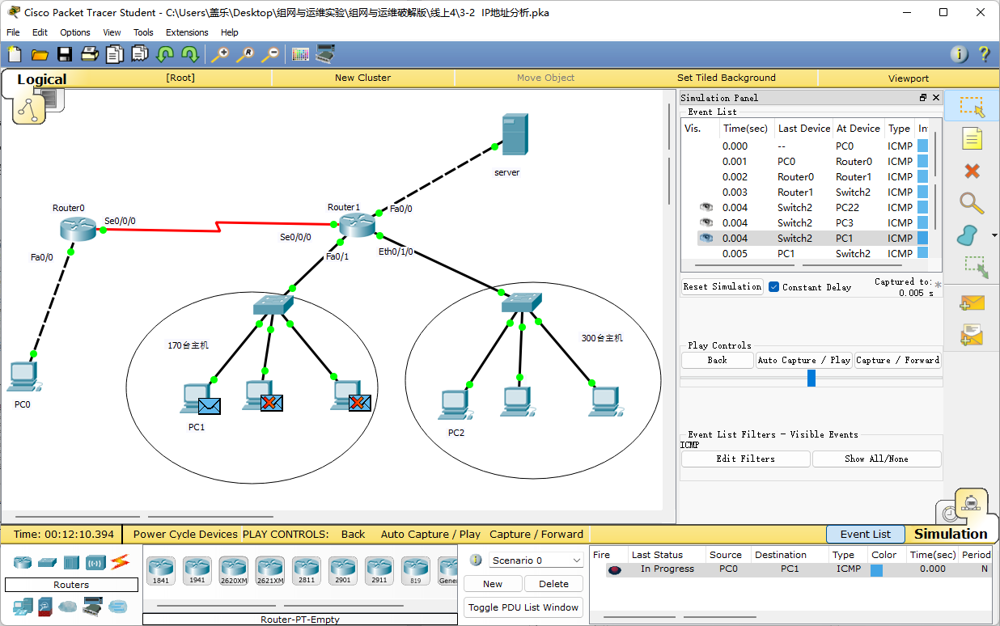 Cisco Packet Tracer Student - C:\Users\盖乐\Desktop\组网与运维实验\组网与运维破解版\线上4\3-2 IP地址分析.pka
File Edit Options View Tools Extensions Help
Logical [Root] New Cluster Move Object Set Tiled Background Viewport
Simulation Panel
Event List
Vis. Time(sec) Last Device At Device Type In
0.000 -- PC0 ICMP
0.001 PC0 Router0 ICMP
0.002 Router0 Router1 ICMP
0.003 Router1 Switch2 ICMP
0.004 Switch2 PC22 ICMP
0.004 Switch2 PC3 ICMP
0.004 Switch2 PC1 ICMP
0.005 PC1 Switch2 ICMP
Reset Simulation Constant Delay Captured to: *
0.005 s
Play Controls
Back Auto Capture / Play Capture / Forward
Event List Filters - Visible Events
ICMP
Edit Filters Show All/None
server
Router0
Se0/0/0
Fa0/0
PC0
Router1
Fa0/0
Se0/0/0
Fa0/1
Eth0/1/0
170台主机
300台主机
PC1
PC2
Time: 00:12:10.394 Power Cycle Devices PLAY CONTROLS: Back Auto Capture / Play Capture / Forward Event List Simulation
Routers
1841 1941 2620XM 2621XM 2811 2901 2911 819 Gener
Router-PT-Empty
Scenario 0
New Delete
Toggle PDU List Window
Fire Last Status Source Destination Type Color Time(sec) Period
In Progress PC0 PC1 ICMP 0.000 N